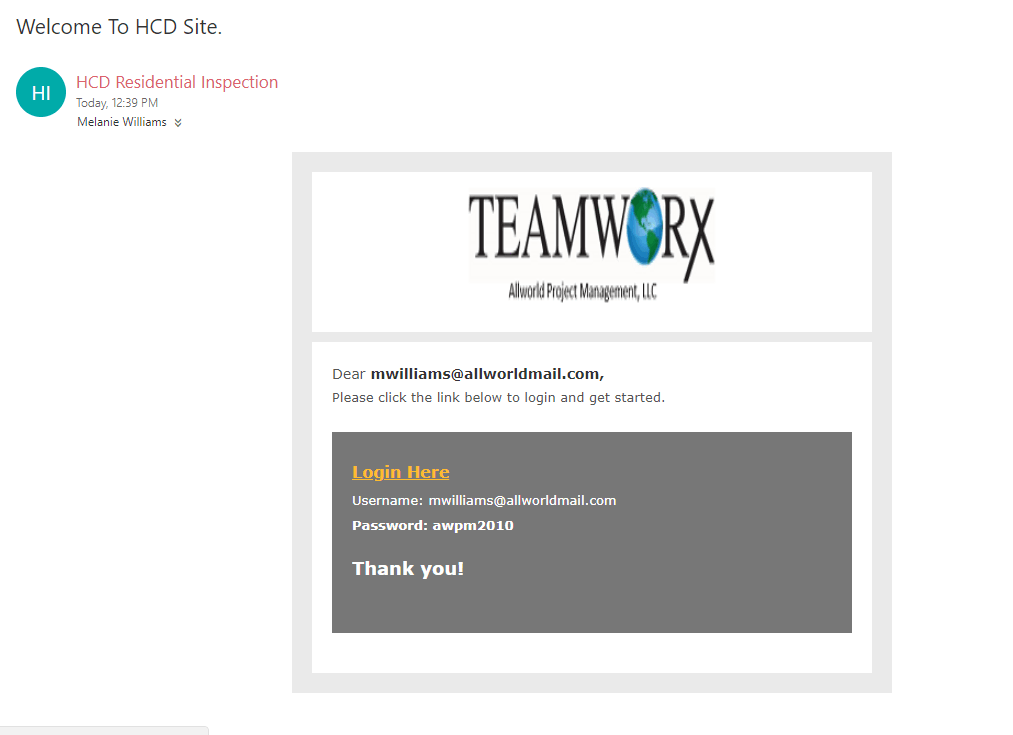 Welcome To HCD Site.
HI
HCD Residential Inspection
Today, 12:39 PM
Melanie Williams
TEAMWORX
Allworld Project Management, LLC
Dear mwilliams@allworldmail.com,
Please click the link below to login and get started.
Login Here
Username: mwilliams@allworldmail.com
Password: awpm2010
Thank you!